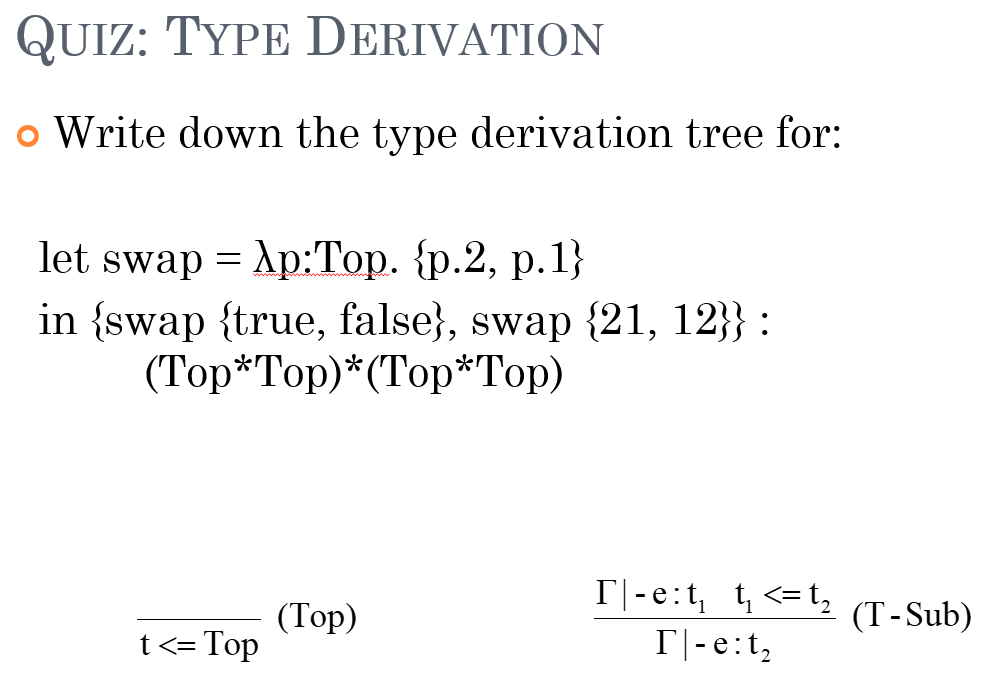 QUIZ: TYPE DERIVATION
Write down the type derivation tree for:
let swap = λp:Top. {p.2, p.1}
in {swap {true, false}, swap {21, 12}} :
(Top*Top)*(Top*Top)
Γ|-e:t₁ t₁ <= t₂
(Top) (T-Sub)
t <= Top Γ|-e:t₂